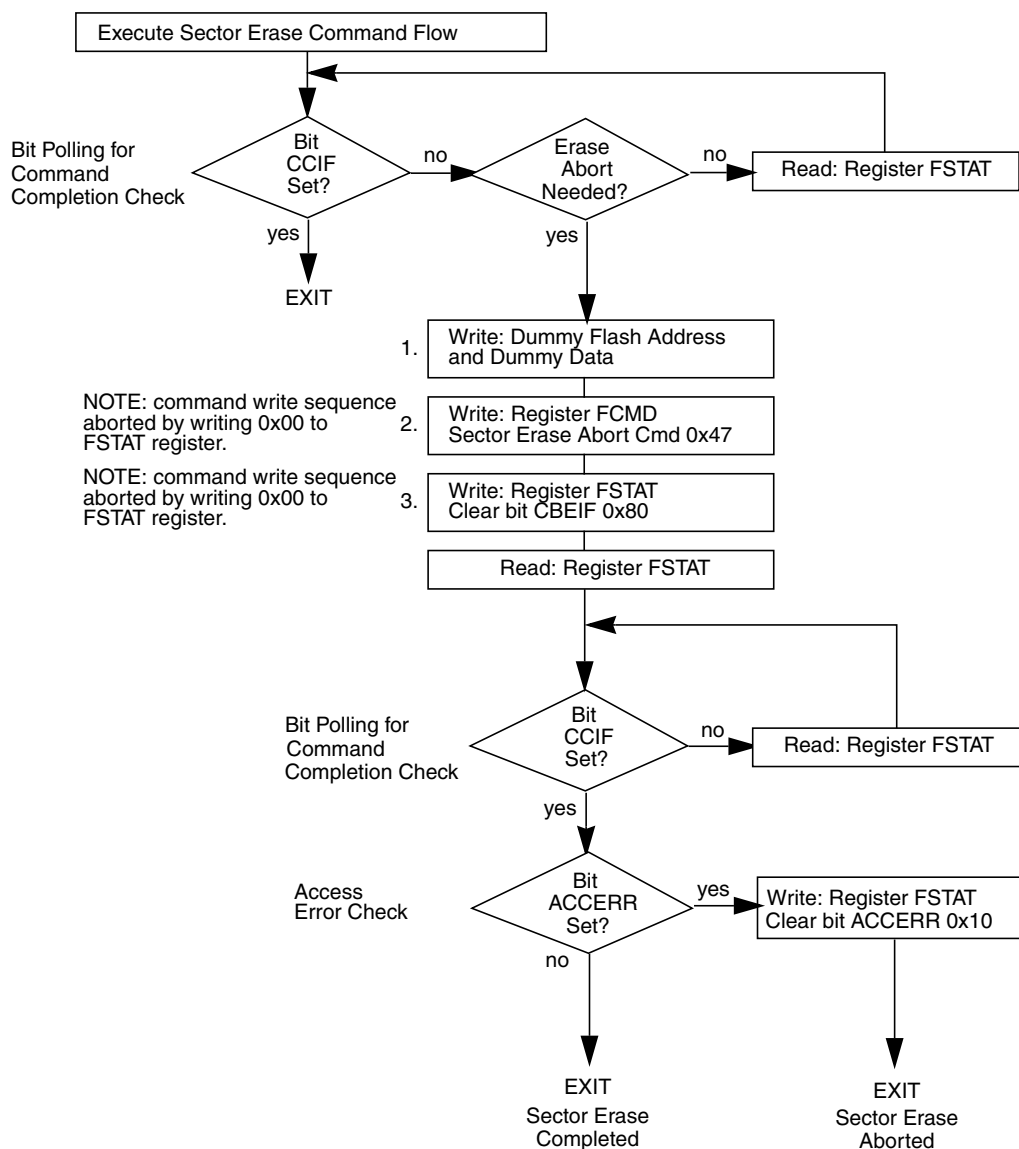 Execute Sector Erase Command Flow
Bit Polling for
Command
Completion Check
Bit
CCIF
Set?
no
Erase
Abort
Needed?
no
Read: Register FSTAT
yes
EXIT
yes
1.
Write: Dummy Flash Address
and Dummy Data
NOTE: command write sequence
aborted by writing 0x00 to
FSTAT register.
2.
Write: Register FCMD
Sector Erase Abort Cmd 0x47
NOTE: command write sequence
aborted by writing 0x00 to
FSTAT register.
3.
Write: Register FSTAT
Clear bit CBEIF 0x80
Read: Register FSTAT
Bit Polling for
Command
Completion Check
Bit
CCIF
Set?
no
Read: Register FSTAT
yes
Access
Error Check
Bit
ACCERR
Set?
yes
Write: Register FSTAT
Clear bit ACCERR 0x10
no
EXIT
Sector Erase
Completed
EXIT
Sector Erase
Aborted